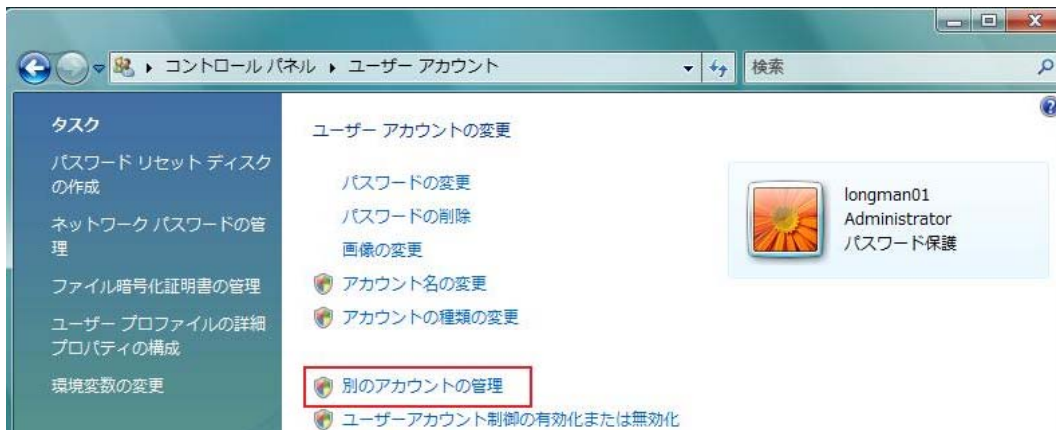 コントロール パネル ▸ ユーザー アカウント
検索
タスク
パスワード リセット ディスク
の作成
ネットワーク パスワードの管
理
ファイル暗号化証明書の管理
ユーザー プロファイルの詳細
プロパティの構成
環境変数の変更
ユーザー アカウントの変更
パスワードの変更
パスワードの削除
画像の変更
アカウント名の変更
アカウントの種類の変更
別のアカウントの管理
ユーザーアカウント制御の有効化または無効化
longman01
Administrator
パスワード保護